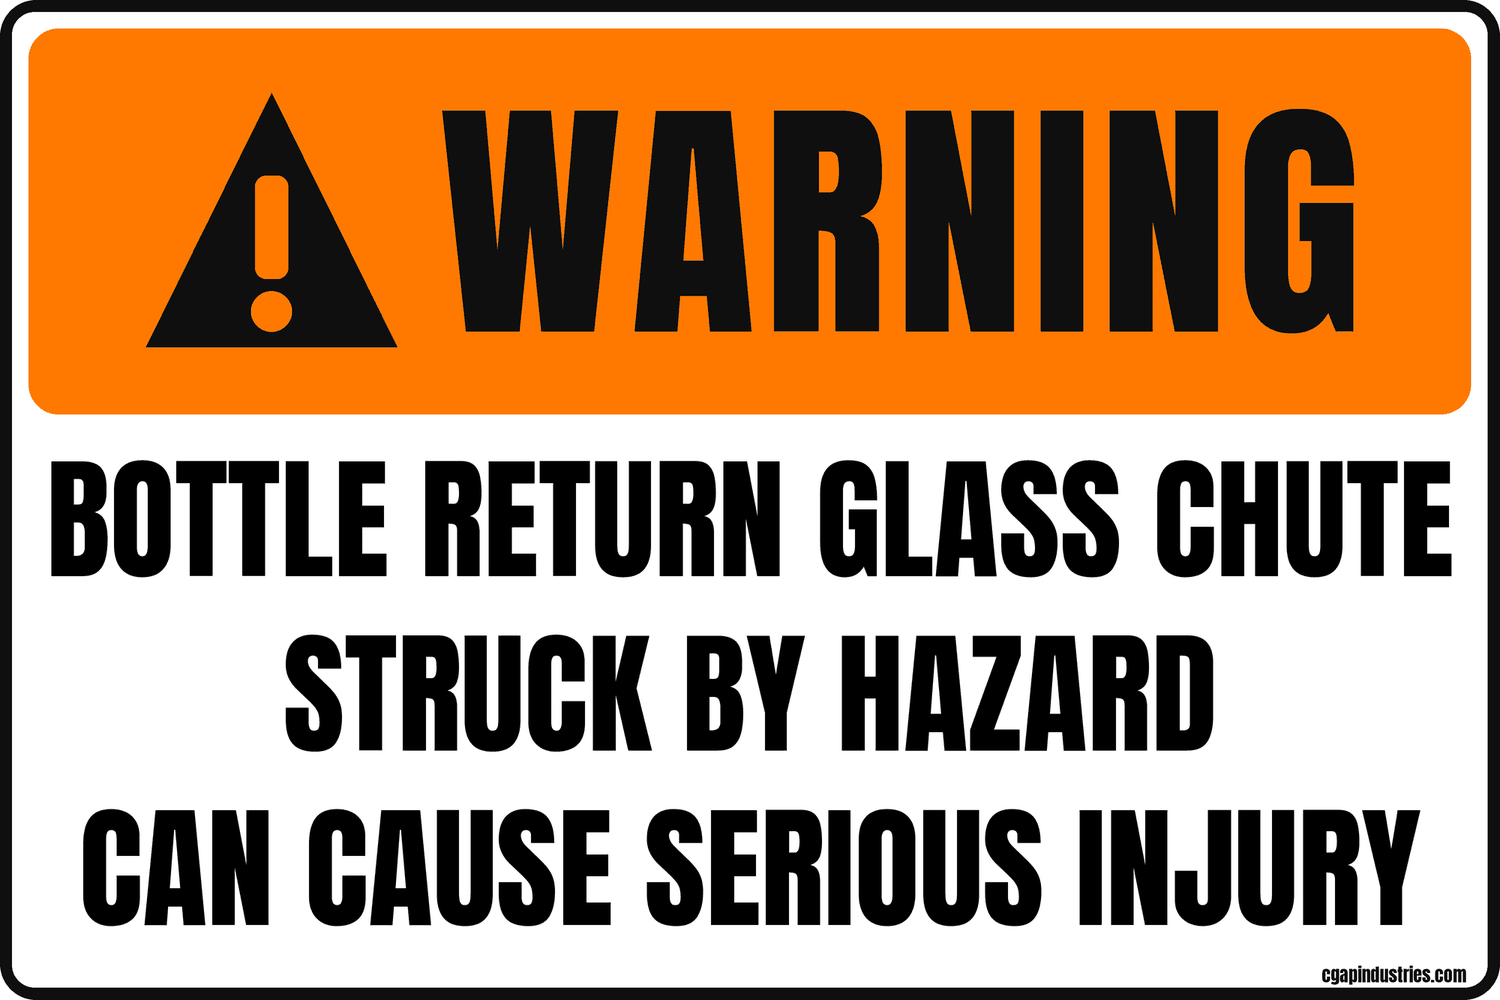 WARNING
BOTTLE RETURN GLASS CHUTE
STRUCK BY HAZARD
CAN CAUSE SERIOUS INJURY
cgapindustries.com